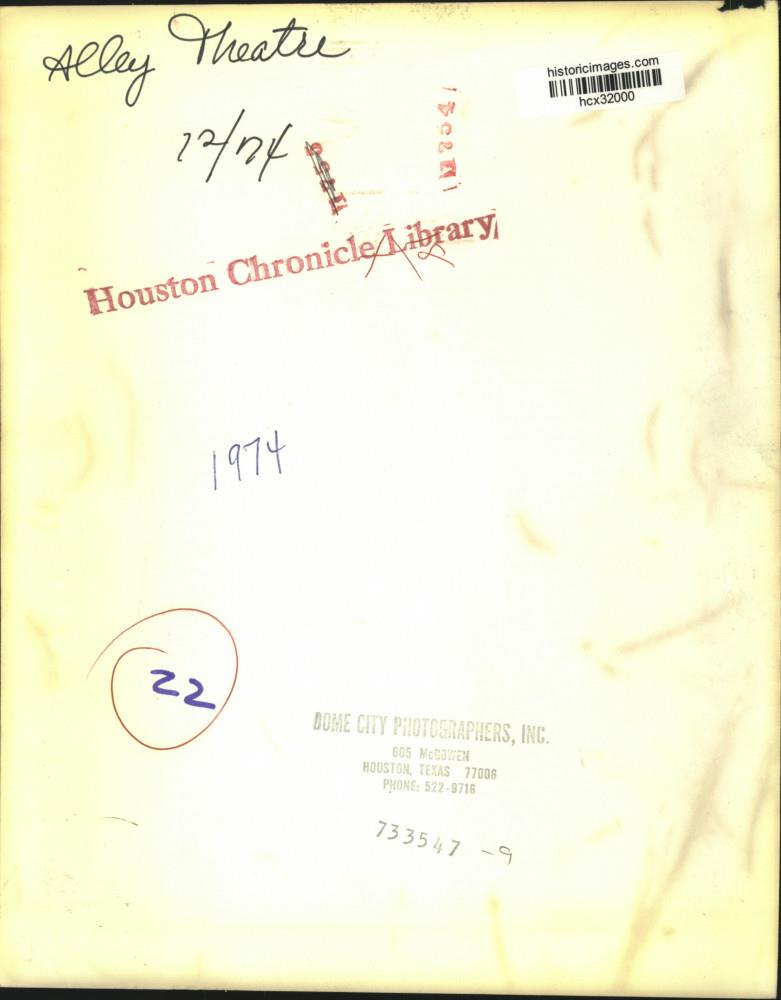 Alley Theatre
historicimages.com
hcx32000
12/74
Houston Chronicle Library
1974
22
DOME CITY PHOTOGRAPHERS, INC.
605 McGOWEN
HOUSTON, TEXAS 77006
PHONE: 522-9716
733547 -9